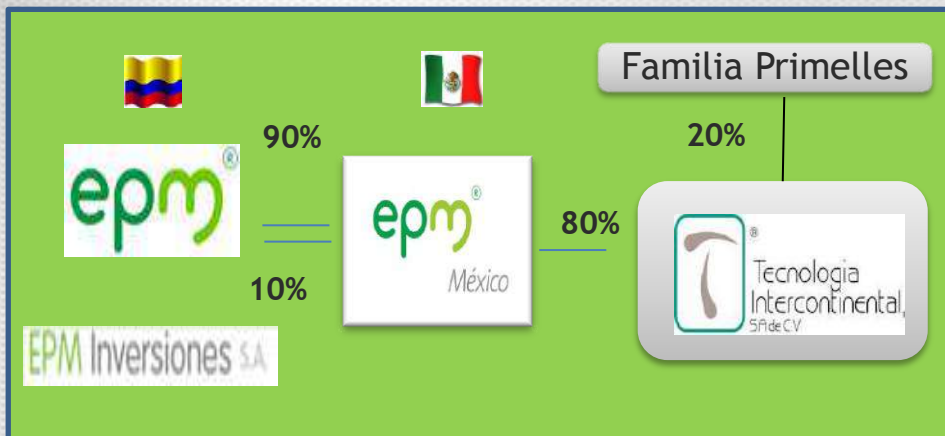 Familia Primelles
90%
20%
epm®
epm®
México
80%
®
Tecnologia
Intercontinental,
S.A de C.V
10%
EPM Inversiones S.A.